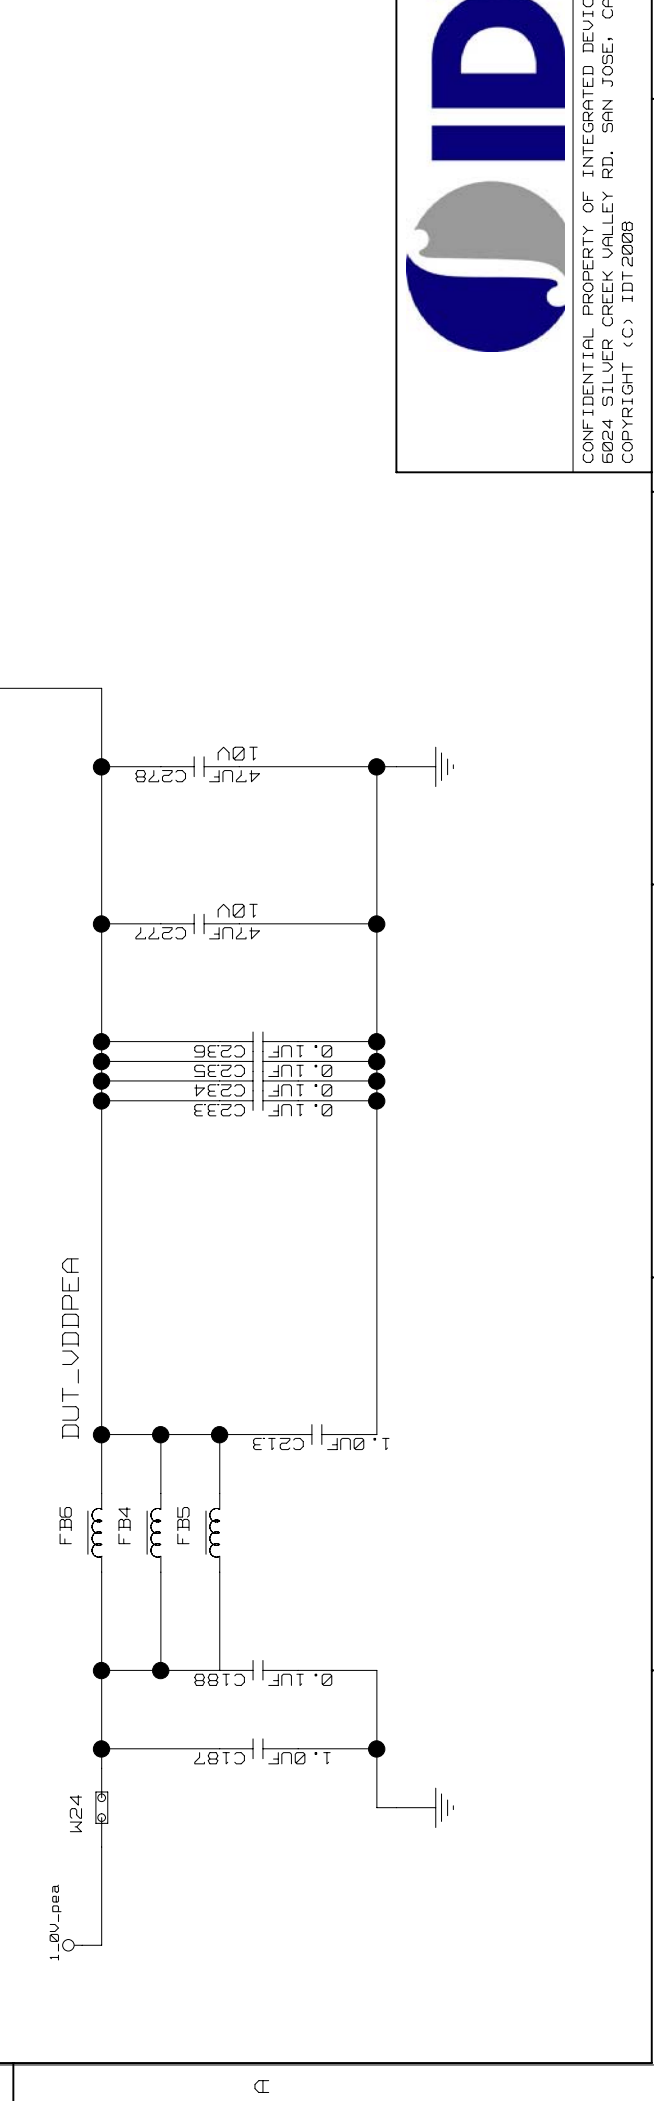 IDT
CONFIDENTIAL PROPERTY OF INTEGRATED DEVIC
6024 SILVER CREEK VALLEY RD. SAN JOSE, CA
COPYRIGHT (C) IDT2008
C278
47UF
10V
C277
47UF
10V
C236
0.1UF
C235
0.1UF
C234
0.1UF
C233
0.1UF
DUT_VDDPEA
C213
1.0UF
FB6
FB4
FB5
C188
0.1UF
C187
1.0UF
W24
1_0V_pea
A